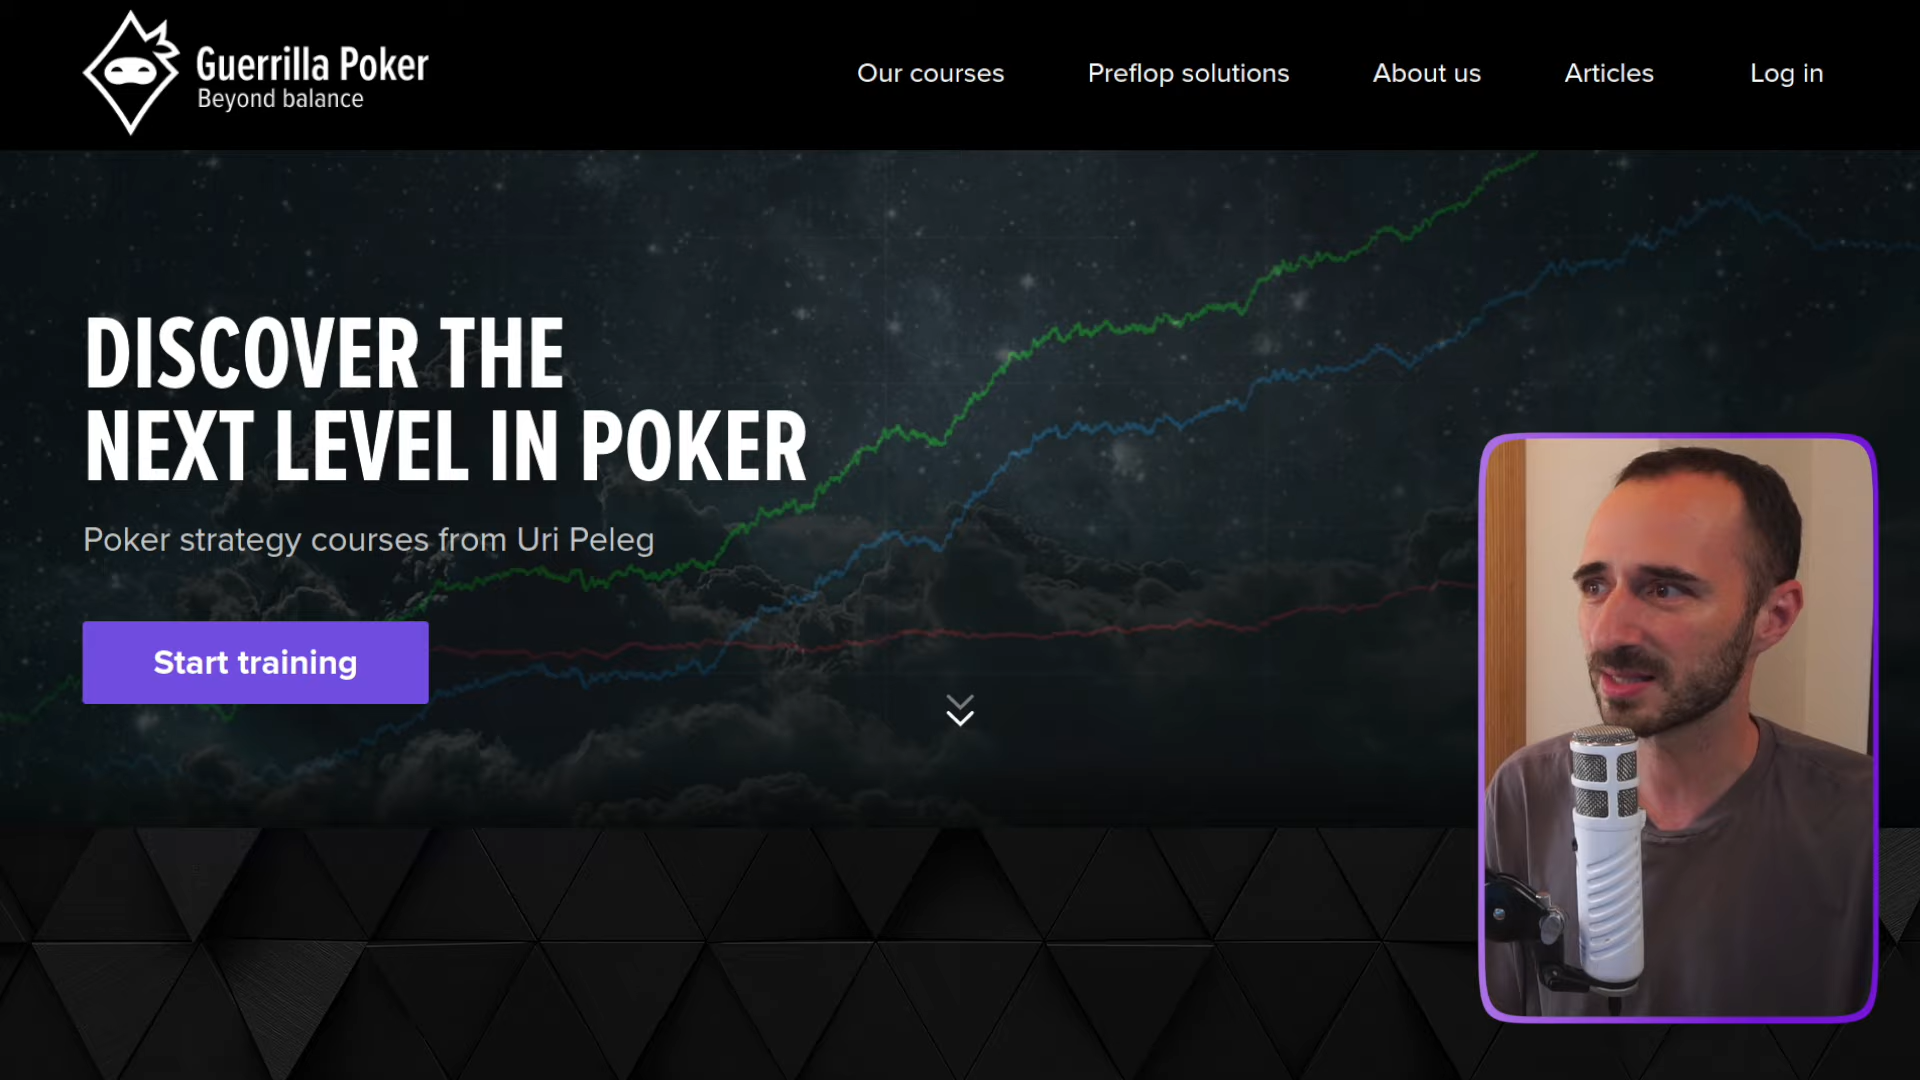 Guerrilla Poker
Beyond balance
Our courses
Preflop solutions
About us
Articles
Log in
DISCOVER THE
NEXT LEVEL IN POKER
Poker strategy courses from Uri Peleg
Start training